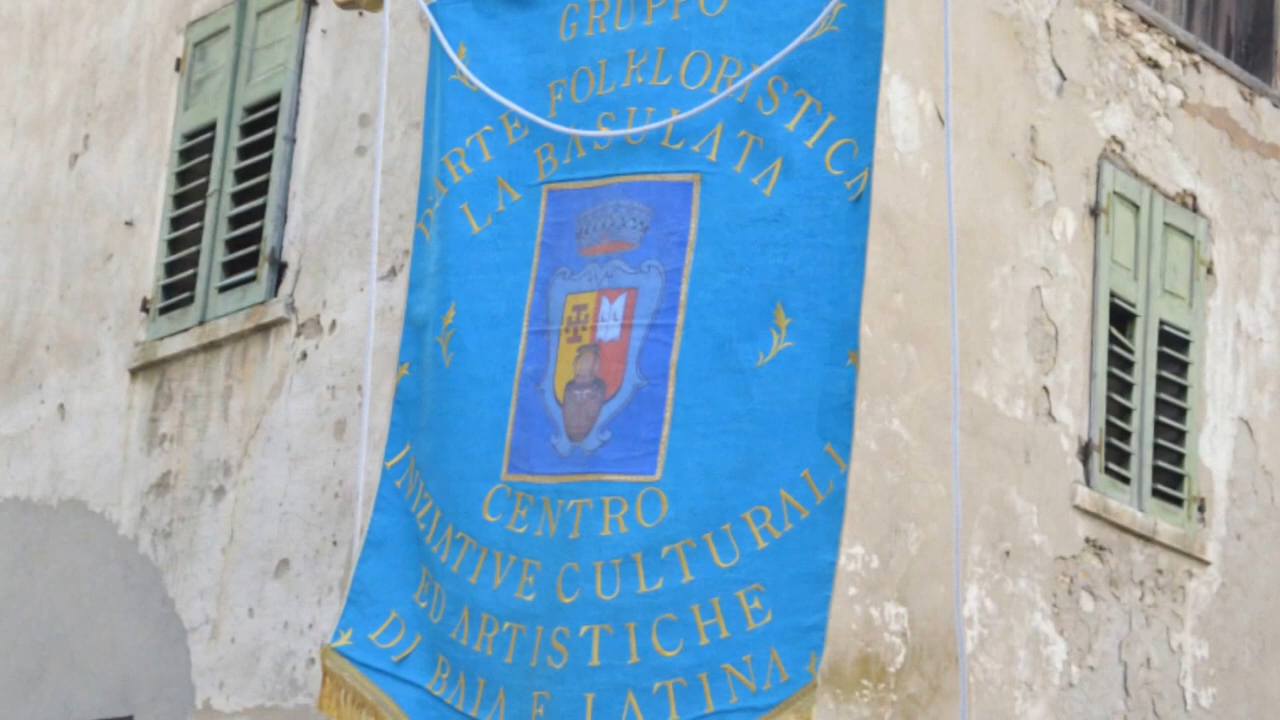 GRUPPO
FOLKLORISTICA
D'ARTE
LA BASULATA
CENTRO
INIZIATIVE CULTURALI
ED ARTISTICHE
DI BAIA E LATINA